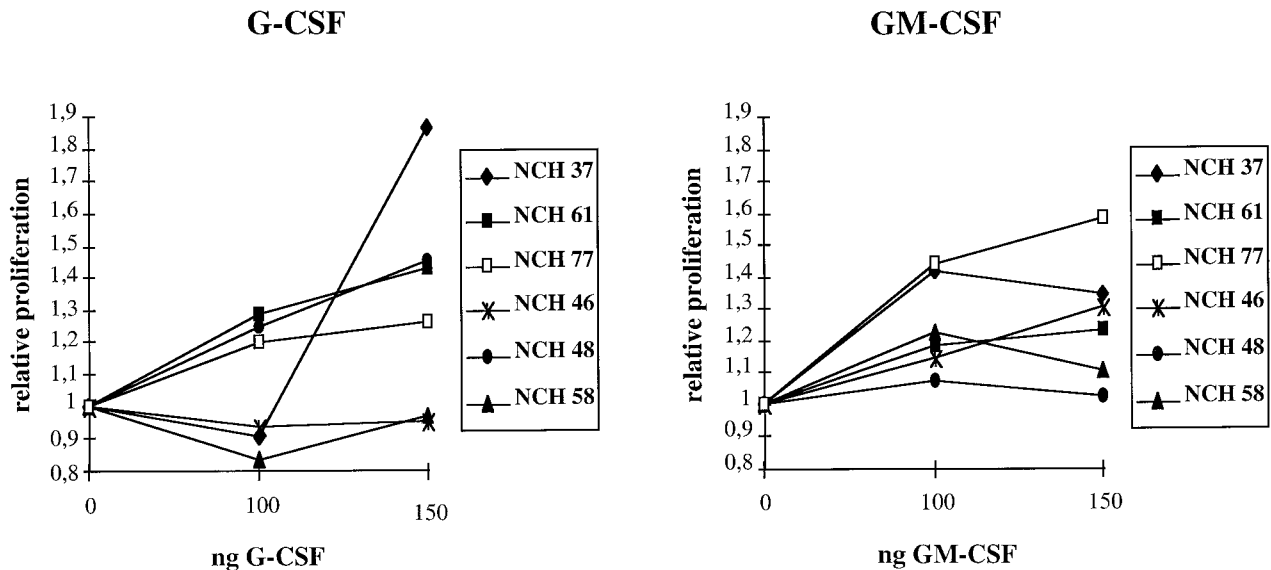 G-CSF
relative proliferation
1,9
1,8
1,7
1,6
1,5
1,4
1,3
1,2
1,1
1
0,9
0,8
0
100
150
ng G-CSF
NCH 37
NCH 61
NCH 77
NCH 46
NCH 48
NCH 58
GM-CSF
relative proliferation
1,9
1,8
1,7
1,6
1,5
1,4
1,3
1,2
1,1
1
0,9
0,8
0
100
150
ng GM-CSF
NCH 37
NCH 61
NCH 77
NCH 46
NCH 48
NCH 58